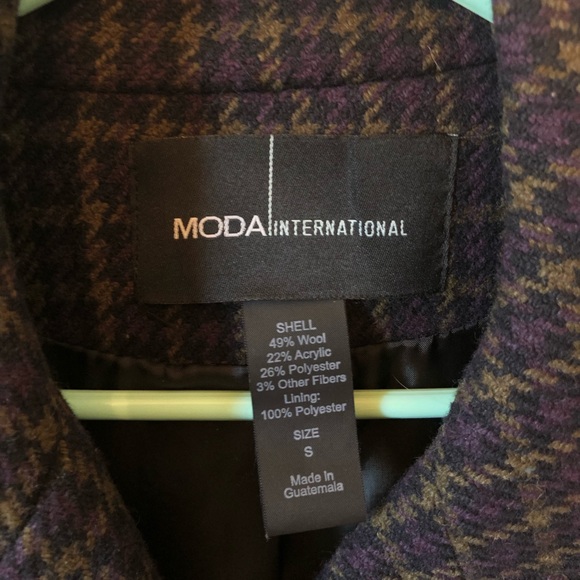 MODA INTERNATIONAL
SHELL
49% Wool
22% Acrylic
26% Polyester
3% Other Fibers
Lining:
100% Polyester
SIZE
S
Made In
Guatemala